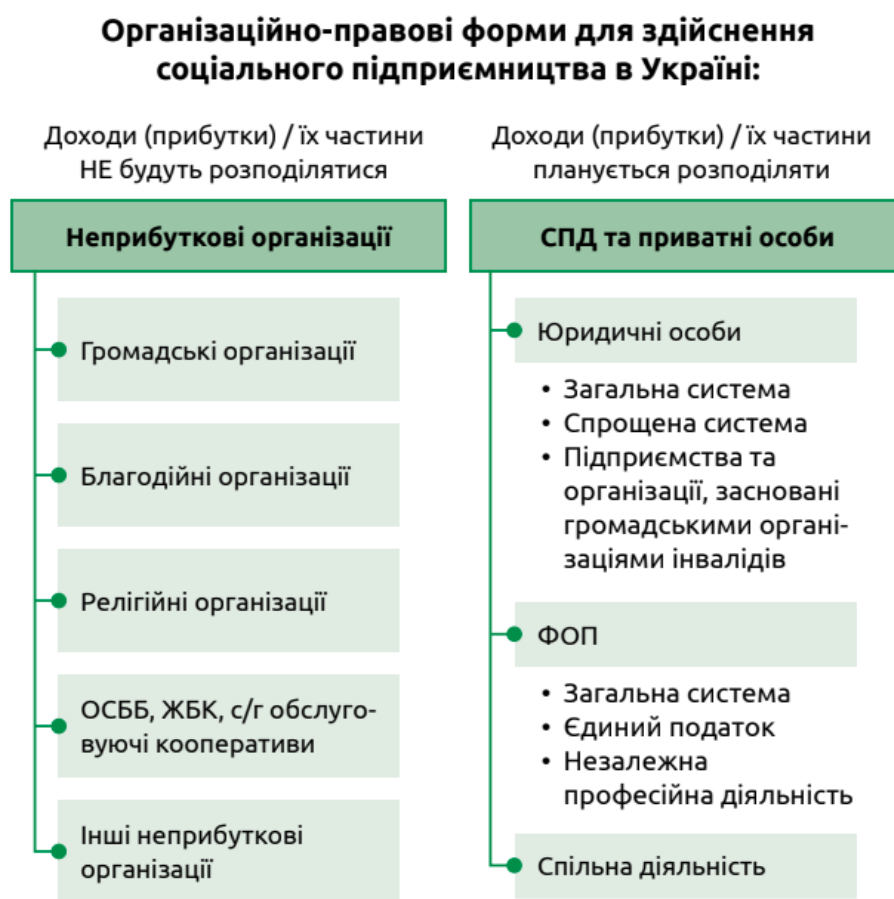 Організаційно-правові форми для здійснення
соціального підприємництва в Україні:
Доходи (прибутки) / їх частини
НЕ будуть розподілятися
Неприбуткові організації
Громадські організації
Благодійні організації
Релігійні організації
ОСББ, ЖБК, с/г обслуго-
вуючі кооперативи
Інші неприбуткові
організації
Доходи (прибутки) / їх частини
планується розподіляти
СПД та приватні особи
Юридичні особи
• Загальна система
• Спрощена система
• Підприємства та
організації, засновані
громадськими органі-
заціями інвалідів
ФОП
• Загальна система
• Єдиний податок
• Незалежна
професійна діяльність
Спільна діяльність